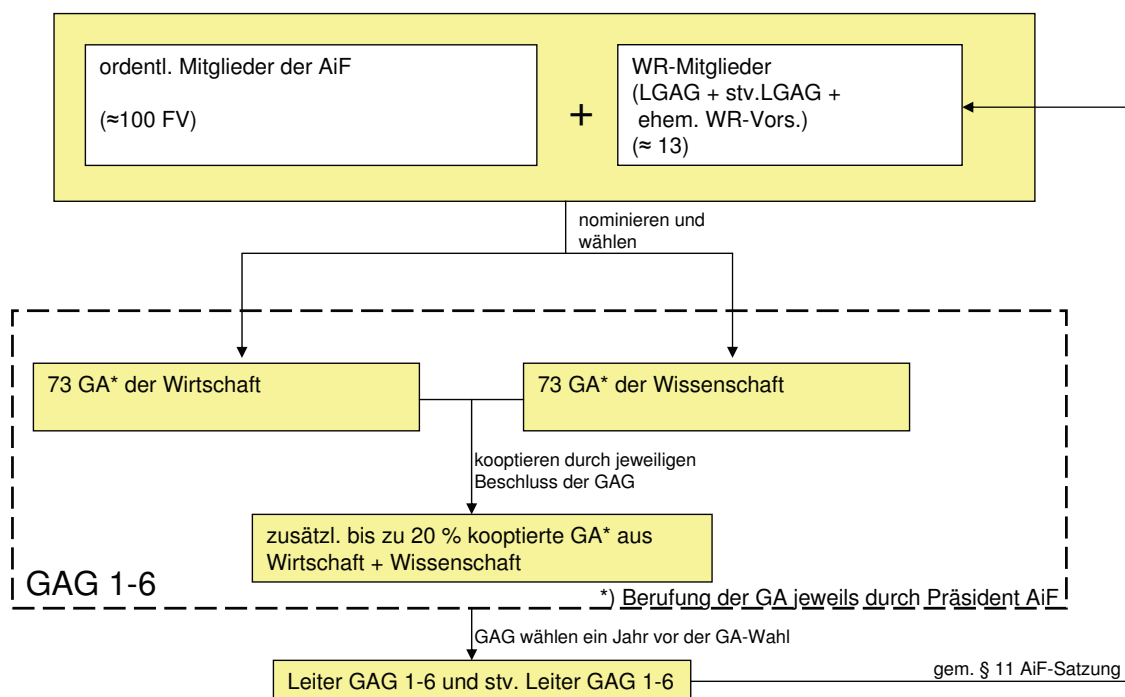 ordentl. Mitglieder der AiF
(≈100 FV)
+
WR-Mitglieder
(LGAG + stv.LGAG +
ehem. WR-Vors.)
(≈ 13)
nominieren und
wählen
73 GA* der Wirtschaft
73 GA* der Wissenschaft
kooptieren durch jeweiligen
Beschluss der GAG
zusätzl. bis zu 20 % kooptierte GA* aus
Wirtschaft + Wissenschaft
GAG 1-6
*) Berufung der GA jeweils durch Präsident AiF
GAG wählen ein Jahr vor der GA-Wahl
Leiter GAG 1-6 und stv. Leiter GAG 1-6
gem. § 11 AiF-Satzung